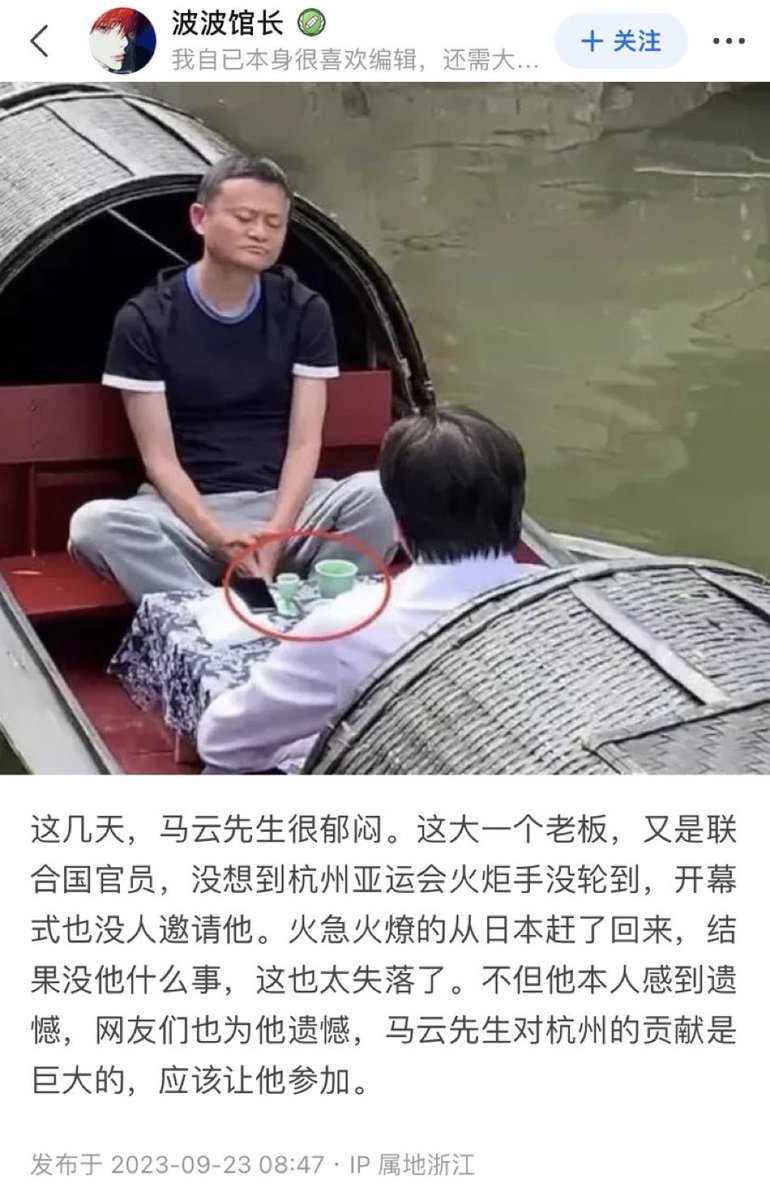 波波馆长
我自已本身很喜欢编辑，还需大...
+ 关注
这几天，马云先生很郁闷。这大一个老板，又是联
合国官员，没想到杭州亚运会火炬手没轮到，开幕
式也没人邀请他。火急火燎的从日本赶了回来，结
果没他什么事，这也太失落了。不但他本人感到遗
憾，网友们也为他遗憾，马云先生对杭州的贡献是
巨大的，应该让他参加。
发布于 2023-09-23 08:47 · IP 属地浙江